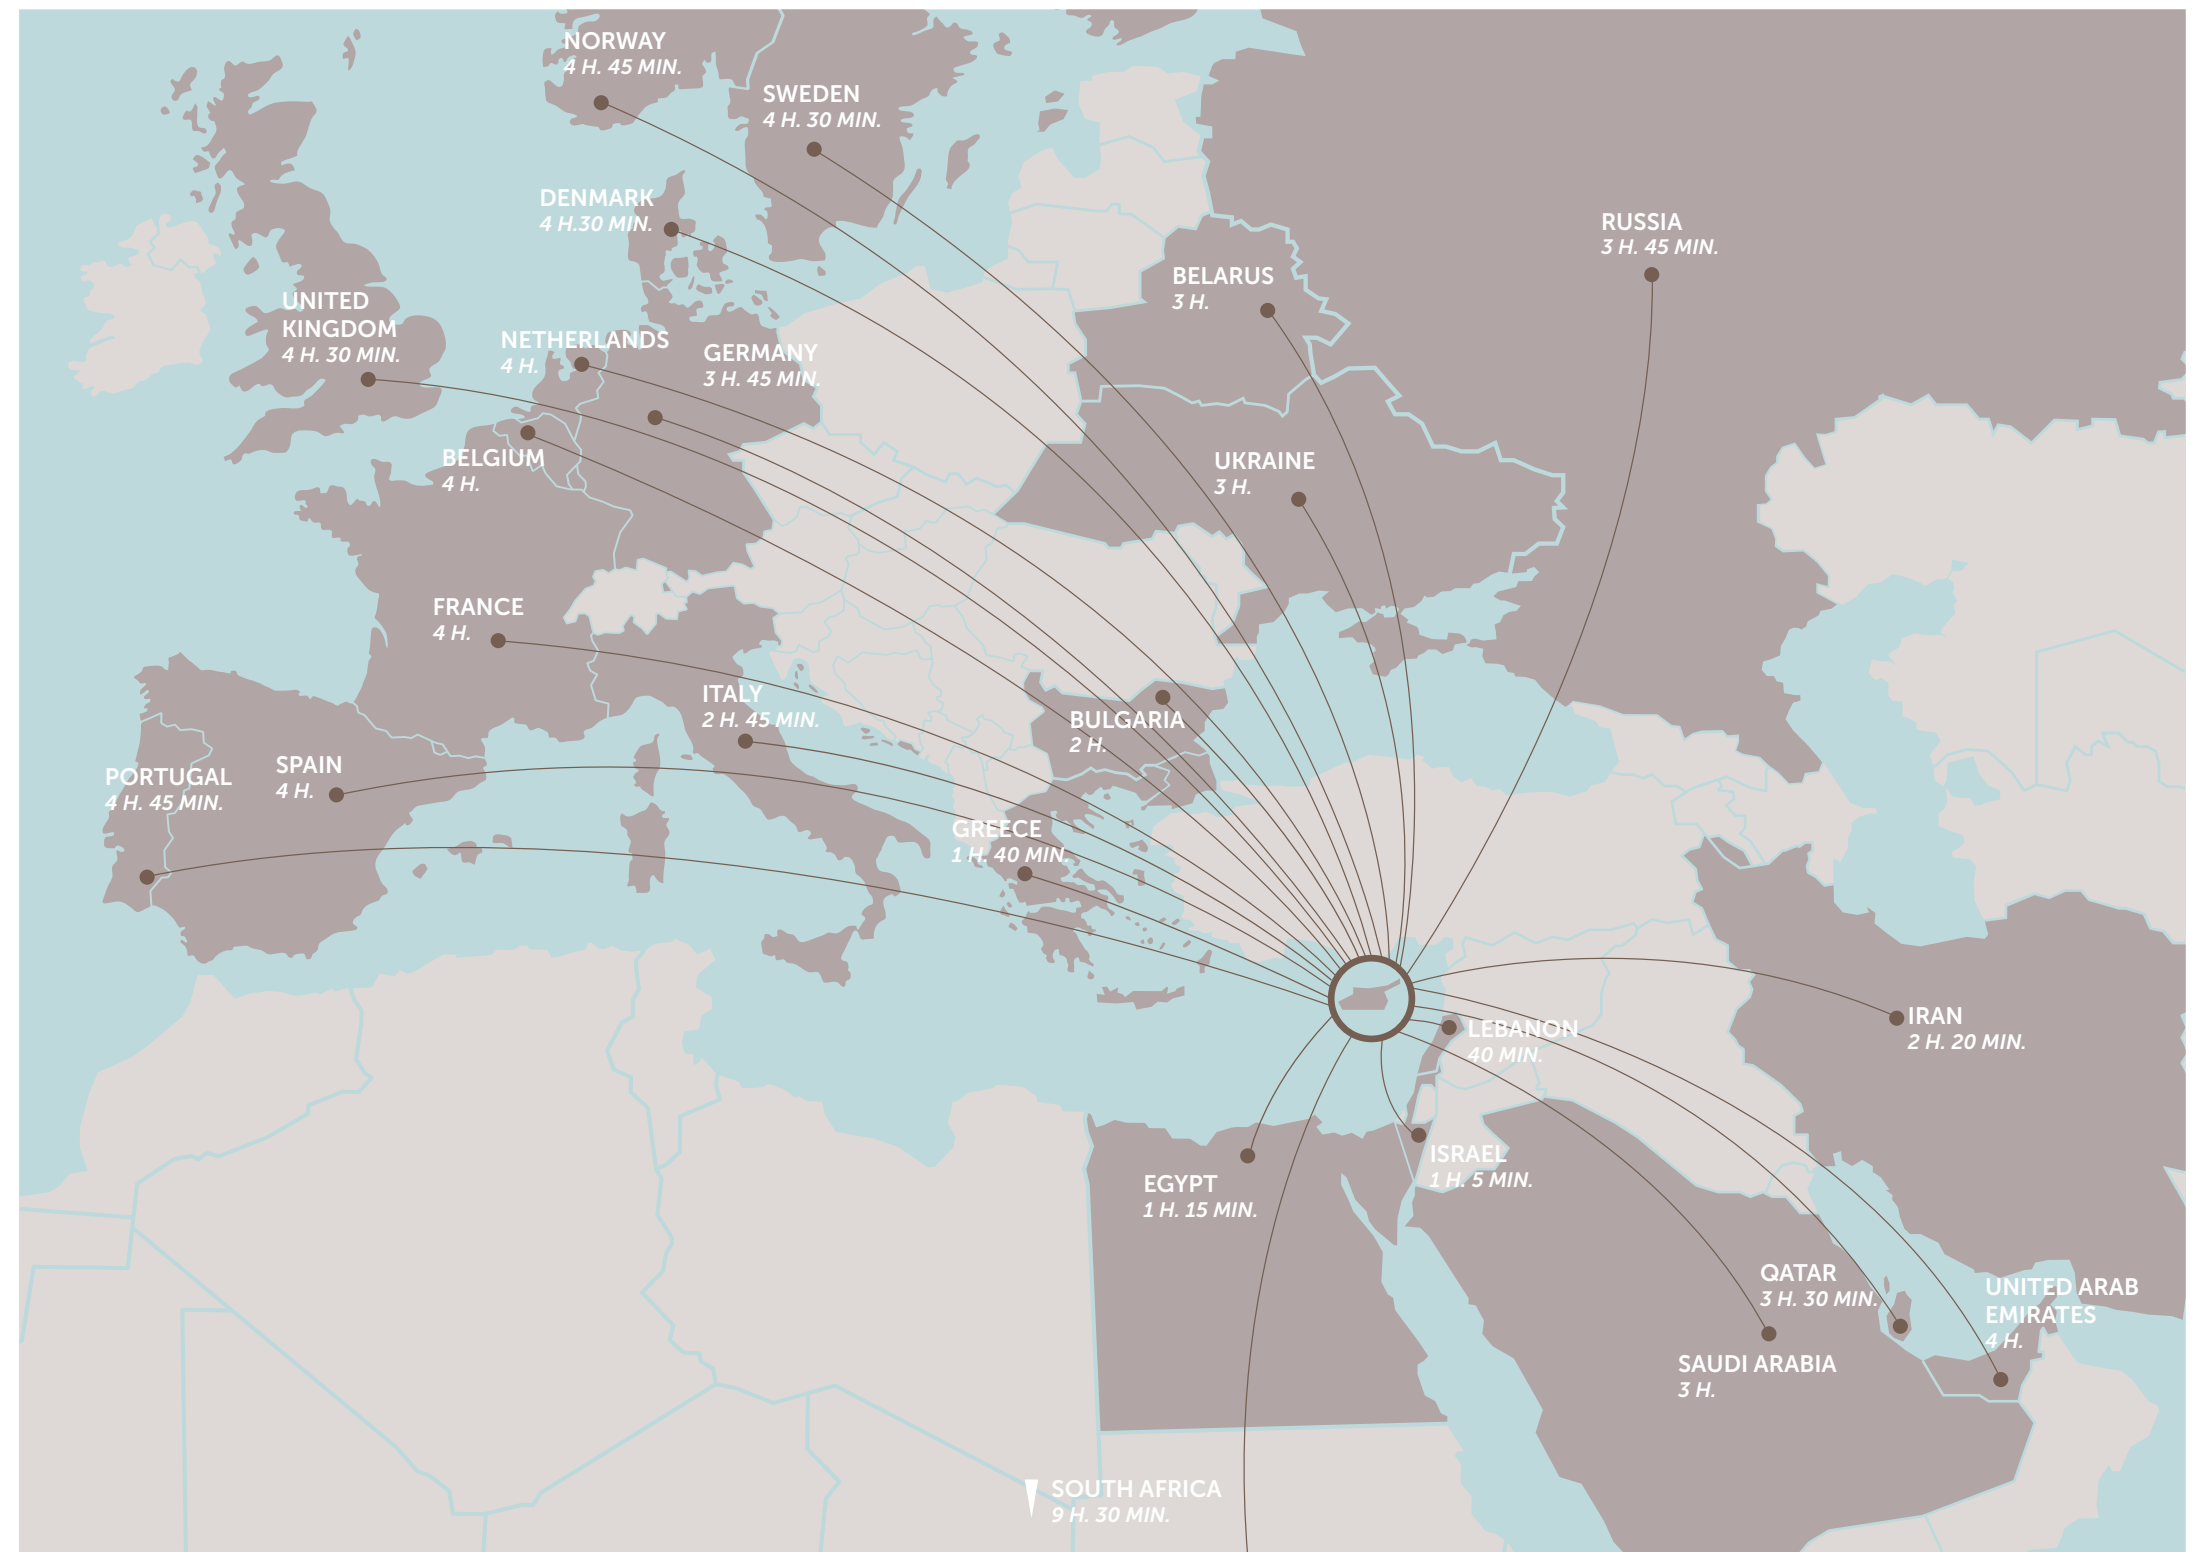 NORWAY
4 H. 45 MIN.
SWEDEN
4 H. 30 MIN.
DENMARK
4 H.30 MIN.
RUSSIA
3 H. 45 MIN.
BELARUS
3 H.
UNITED
KINGDOM
4 H. 30 MIN.
NETHERLANDS
4 H.
GERMANY
3 H. 45 MIN.
BELGIUM
4 H.
UKRAINE
3 H.
FRANCE
4 H.
ITALY
2 H. 45 MIN.
BULGARIA
2 H.
PORTUGAL
4 H. 45 MIN.
SPAIN
4 H.
GREECE
1 H. 40 MIN.
IRAN
2 H. 20 MIN.
LEBANON
40 MIN.
ISRAEL
1 H. 5 MIN.
EGYPT
1 H. 15 MIN.
QATAR
3 H. 30 MIN.
UNITED ARAB
EMIRATES
4 H.
SAUDI ARABIA
3 H.
SOUTH AFRICA
9 H. 30 MIN.